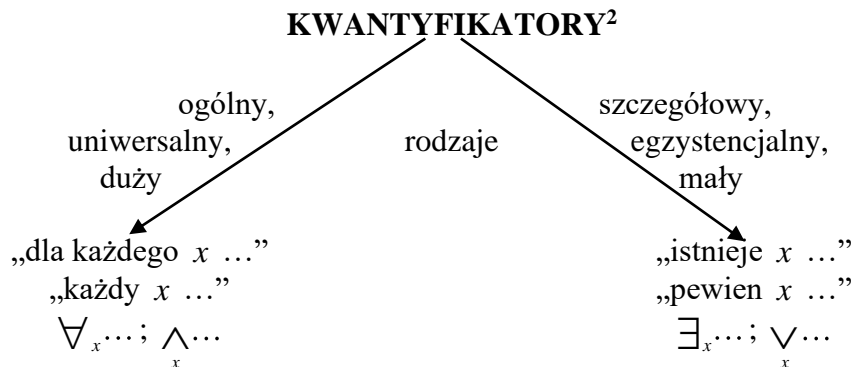 KWANTYFIKATORY²
ogólny,
uniwersalny,
duży
rodzaje
szczegółowy,
egzystencjalny,
mały
„dla każdego x …”
„każdy x …”
∀ₓ… ; ⋀ₓ…
„istnieje x …”
„pewien x …”
∃ₓ… ; ⋁ₓ…